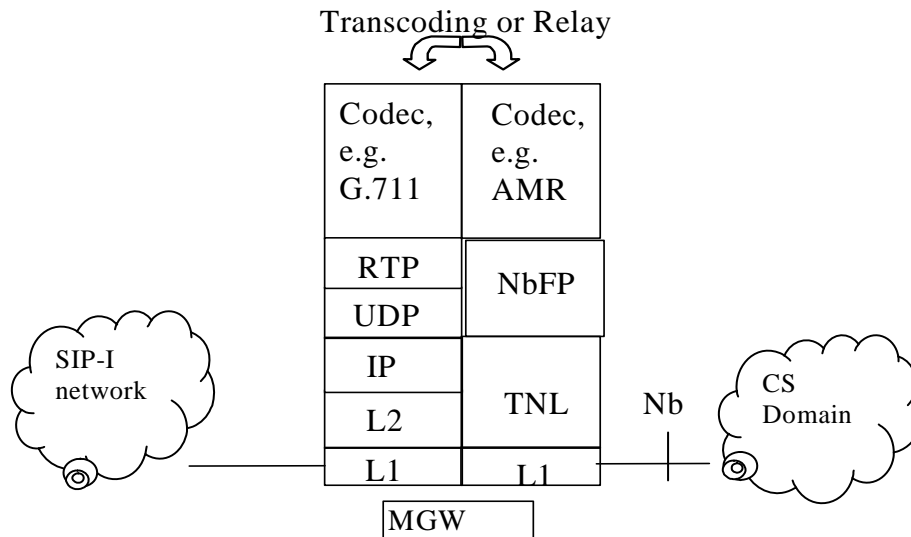 Transcoding or Relay
Codec,
e.g.
G.711
Codec,
e.g.
AMR
RTP
NbFP
UDP
SIP-I
network
IP
TNL
L2
Nb
CS
Domain
L1
L1
MGW